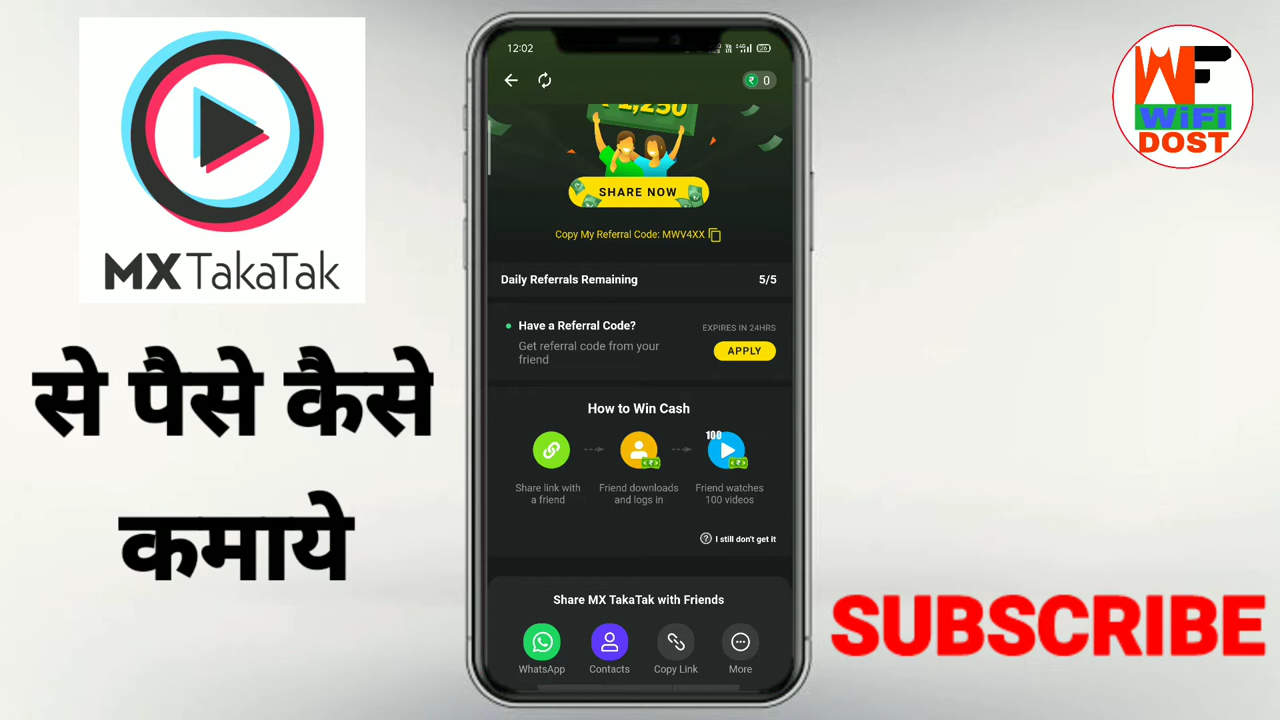 MX TakaTak
से पैसे कैसे
कमाये
12:02
0
SHARE NOW
Copy My Referral Code: MWV4XX
Daily Referrals Remaining 5/5
Have a Referral Code?
EXPIRES IN 24HRS
Get referral code from your
friend
APPLY
How to Win Cash
100
Share link with
a friend
Friend downloads
and logs in
Friend watches
100 videos
I still don't get it
Share MX TakaTak with Friends
WhatsApp Contacts Copy Link More
WF
WiFi
DOST
SUBSCRIBE